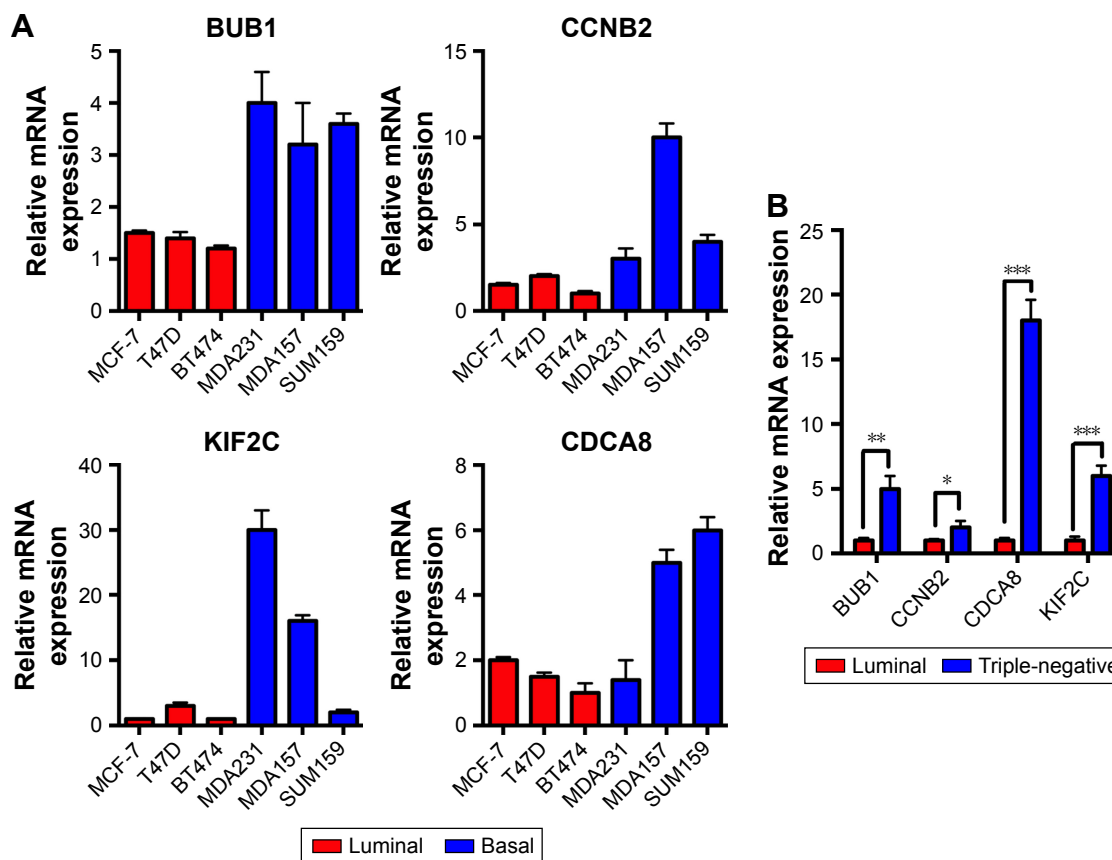 A
BUB1
Relative mRNA
expression
5
4
3
2
1
0
MCF-7
T47D
BT474
MDA231
MDA157
SUM159
CCNB2
Relative mRNA
expression
15
10
5
0
MCF-7
T47D
BT474
MDA231
MDA157
SUM159
KIF2C
Relative mRNA
expression
40
30
20
10
0
MCF-7
T47D
BT474
MDA231
MDA157
SUM159
CDCA8
Relative mRNA
expression
8
6
4
2
0
MCF-7
T47D
BT474
MDA231
MDA157
SUM159
Luminal Basal
B
Relative mRNA expression
25
20
15
10
5
0
**
*
***
***
BUB1
CCNB2
CDCA8
KIF2C
Luminal Triple-negative